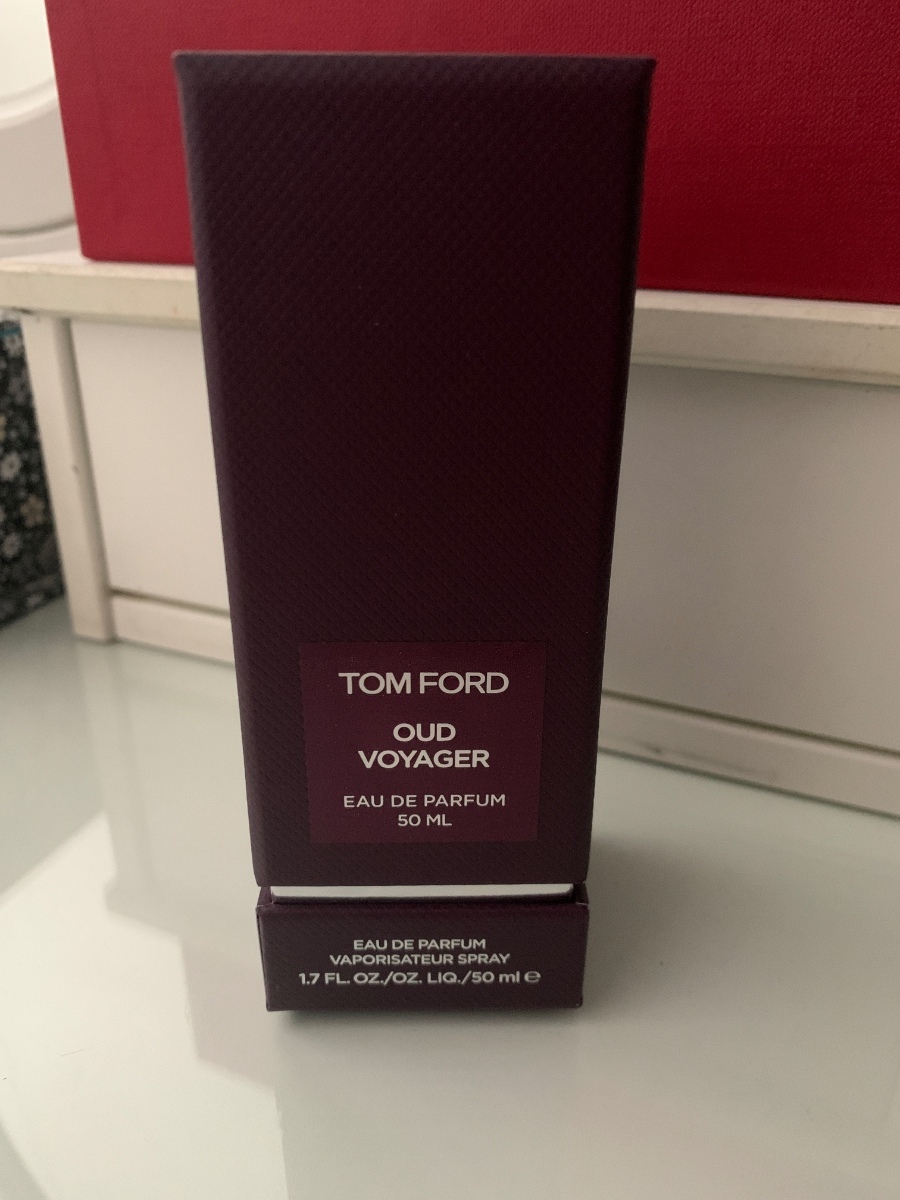 TOM FORD
OUD
VOYAGER
EAU DE PARFUM
50 ML
EAU DE PARFUM
VAPORISATEUR SPRAY
1.7 FL. OZ./OZ. LIQ./50 ml ℮